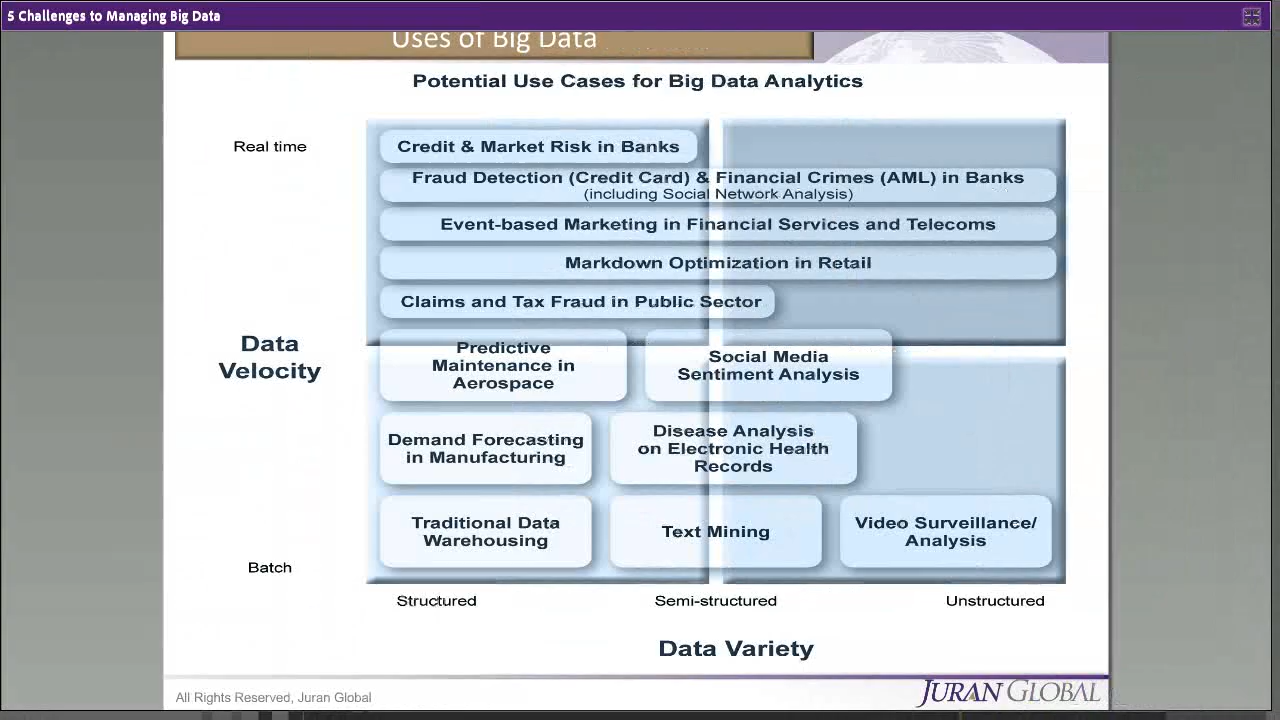 5 Challenges to Managing Big Data
Uses of Big Data
Potential Use Cases for Big Data Analytics
Real time
Credit & Market Risk in Banks
Fraud Detection (Credit Card) & Financial Crimes (AML) in Banks
(including Social Network Analysis)
Event-based Marketing in Financial Services and Telecoms
Markdown Optimization in Retail
Claims and Tax Fraud in Public Sector
Data
Velocity
Predictive
Maintenance in
Aerospace
Social Media
Sentiment Analysis
Demand Forecasting
in Manufacturing
Disease Analysis
on Electronic Health
Records
Traditional Data
Warehousing
Text Mining
Video Surveillance/
Analysis
Batch
Structured
Semi-structured
Unstructured
Data Variety
All Rights Reserved, Juran Global
JURAN GLOBAL